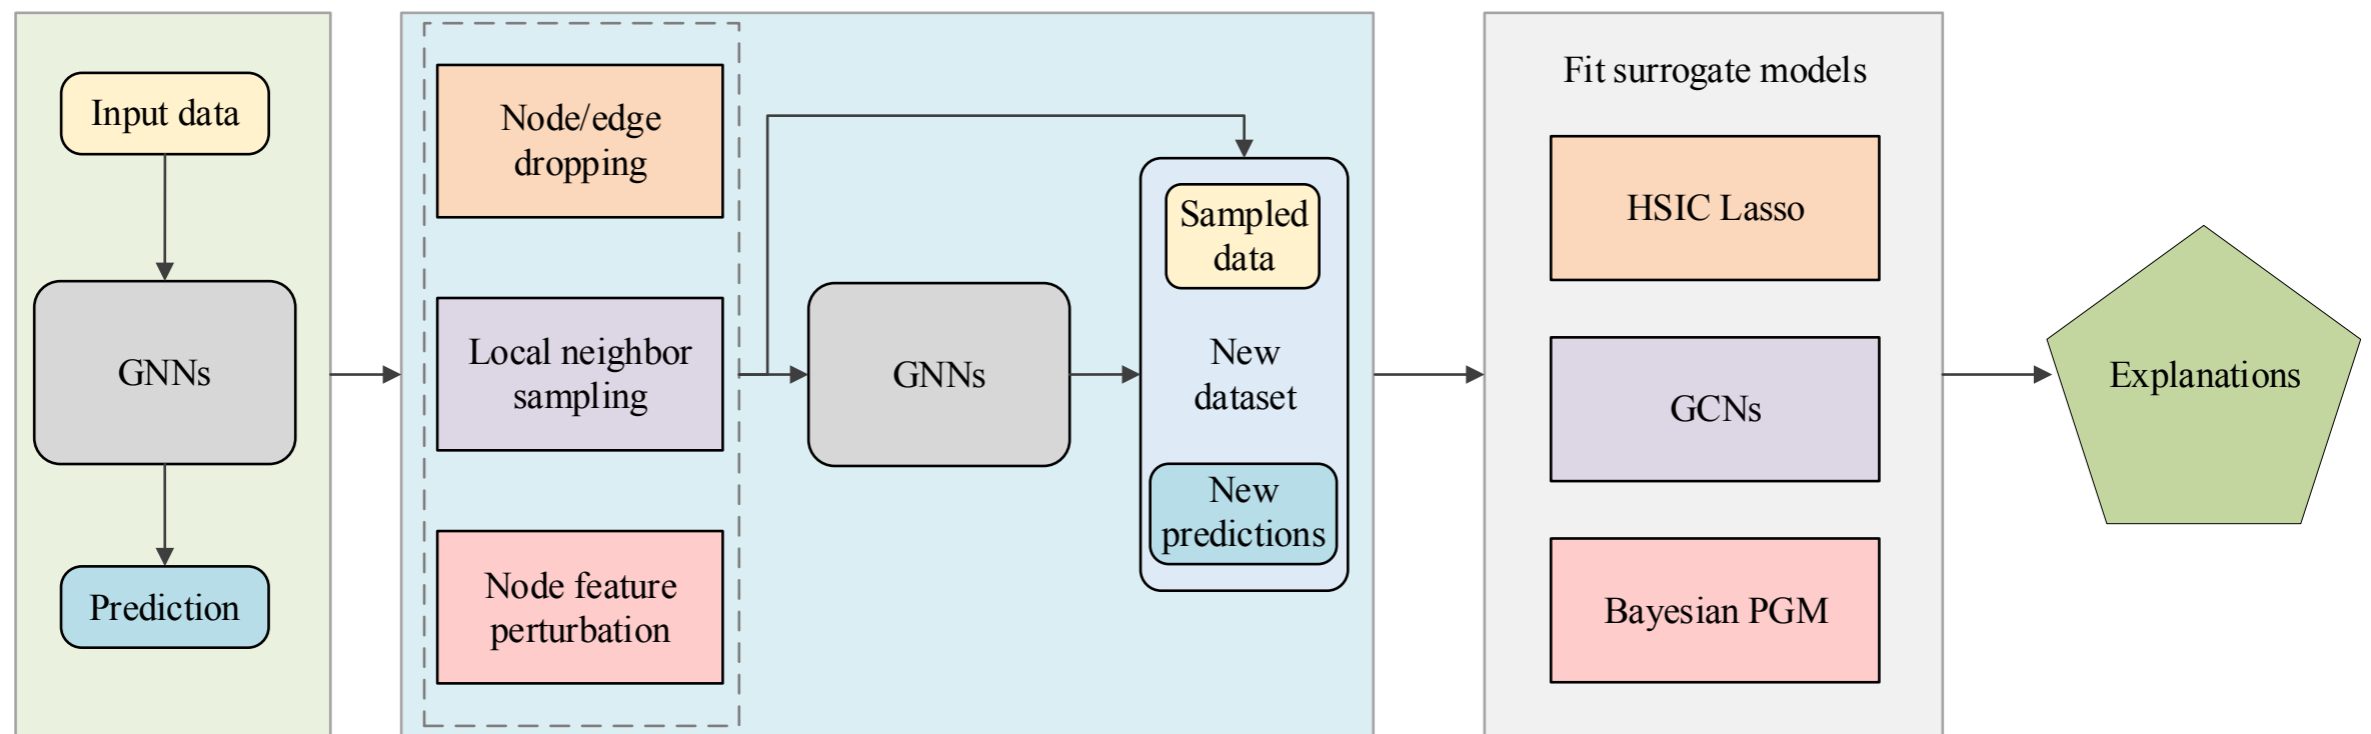 Input data
GNNs
Prediction
Node/edge
dropping
Local neighbor
sampling
Node feature
perturbation
GNNs
Sampled
data
New
dataset
New
predictions
Fit surrogate models
HSIC Lasso
GCNs
Bayesian PGM
Explanations